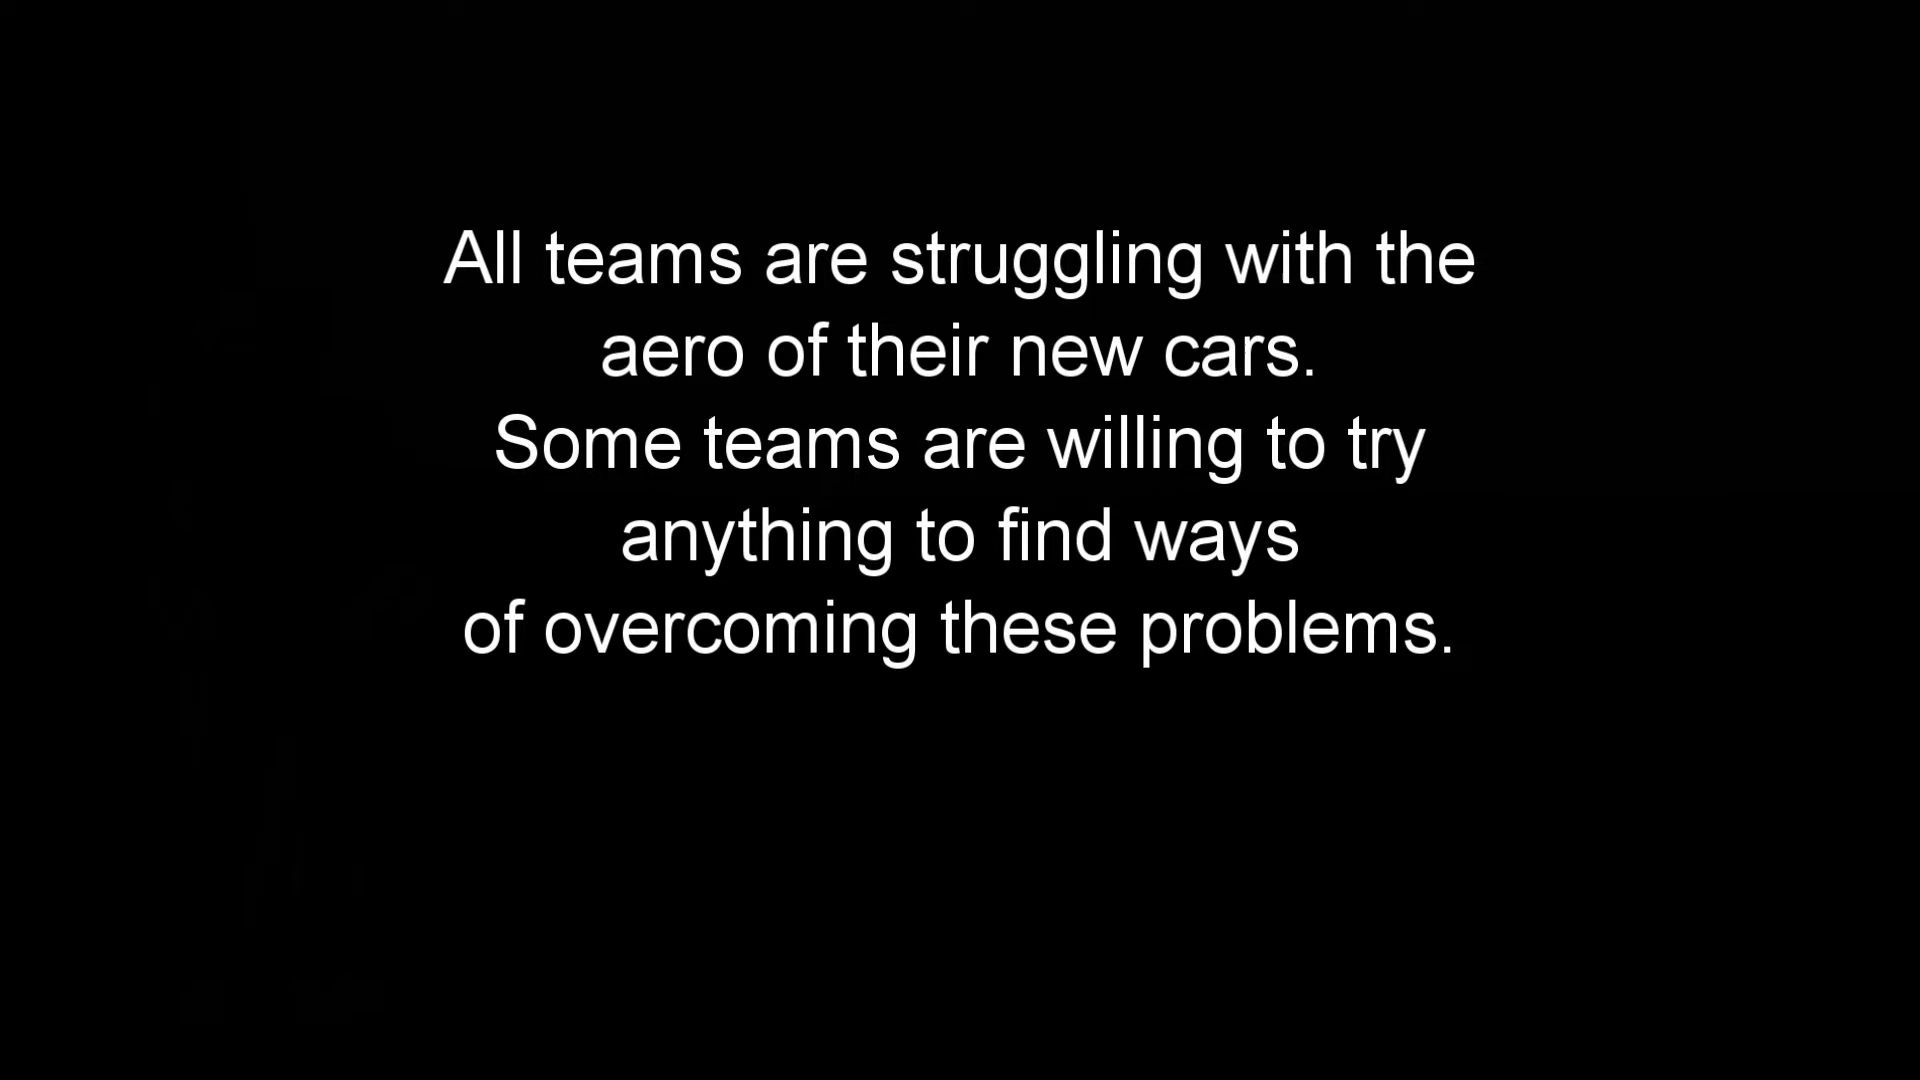 All teams are struggling with the
aero of their new cars.
Some teams are willing to try
anything to find ways
of overcoming these problems.